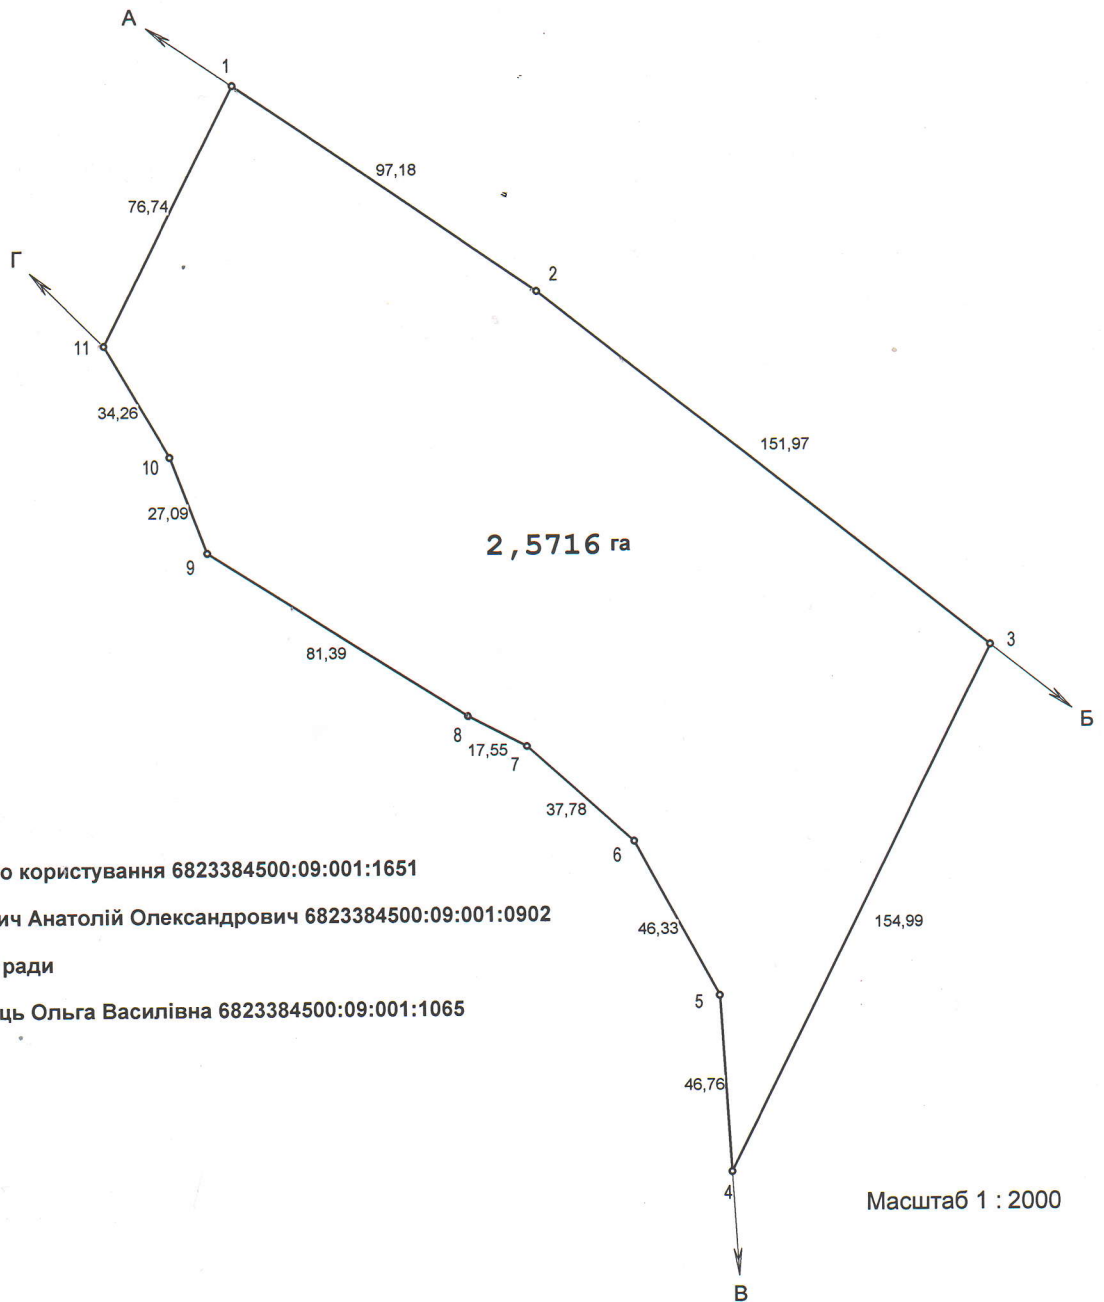 А
1
97,18
76,74
Г
2
11
34,26
151,97
10
27,09
2,5716 га
9
3
81,39
Б
8
17,55
7
37,78
6
о користування 6823384500:09:001:1651
ич Анатолій Олександрович 6823384500:09:001:0902
154,99
46,33
ради
5
ць Ольга Василівна 6823384500:09:001:1065
46,76
4
Масштаб 1 : 2000
В